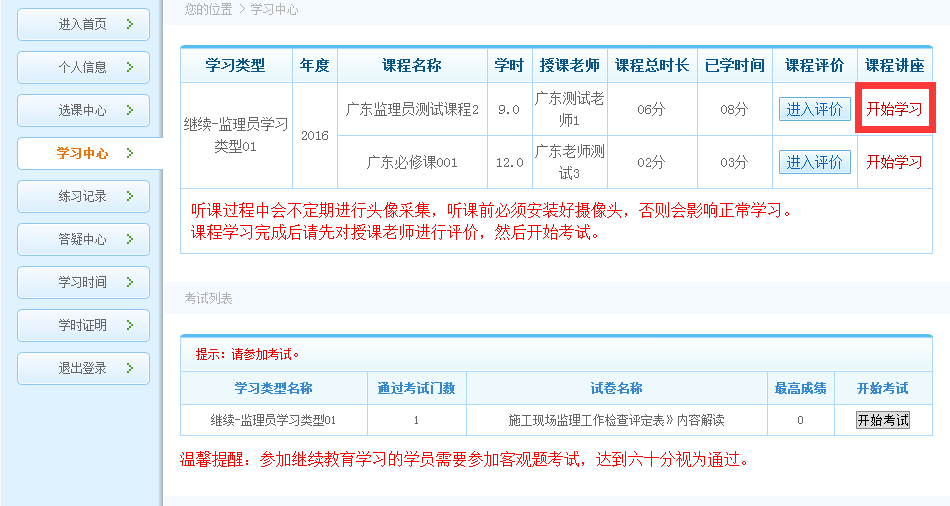 进入首页
个人信息
选课中心
学习中心
练习记录
答疑中心
学习时间
学时证明
退出登录
您的位置 > 学习中心
学习类型 年度 课程名称 学时 授课老师 课程总时长 已学时间 课程评价 课程讲座
继续-监理员学习类型01 2016 广东监理员测试课程2 9.0 广东测试老师1 06分 08分 进入评价 开始学习
广东必修课001 12.0 广东老师测试3 02分 03分 进入评价 开始学习
听课过程中会不定期进行头像采集，听课前必须安装好摄像头，否则会影响正常学习。
课程学习完成后请先对授课老师进行评价，然后开始考试。
考试列表
提示：请参加考试。
学习类型名称 通过考试门数 试卷名称 最高成绩 开始考试
继续-监理员学习类型01 1 施工现场监理工作检查评定表》内容解读 0 开始考试
温馨提醒：参加继续教育学习的学员需要参加客观题考试，达到六十分视为通过。